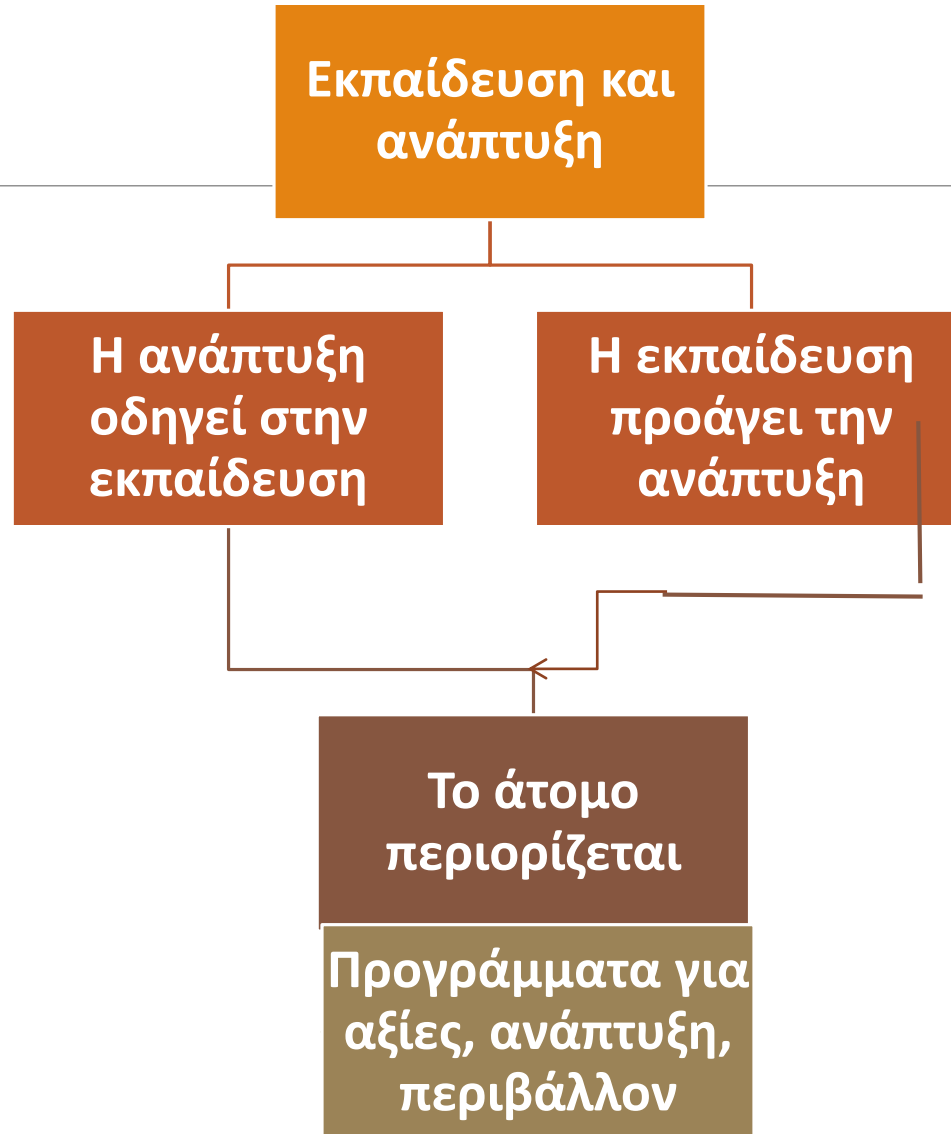 Εκπαίδευση και
ανάπτυξη
Η ανάπτυξη
οδηγεί στην
εκπαίδευση
Η εκπαίδευση
προάγει την
ανάπτυξη
Το άτομο
περιορίζεται
Προγράμματα για
αξίες, ανάπτυξη,
περιβάλλον